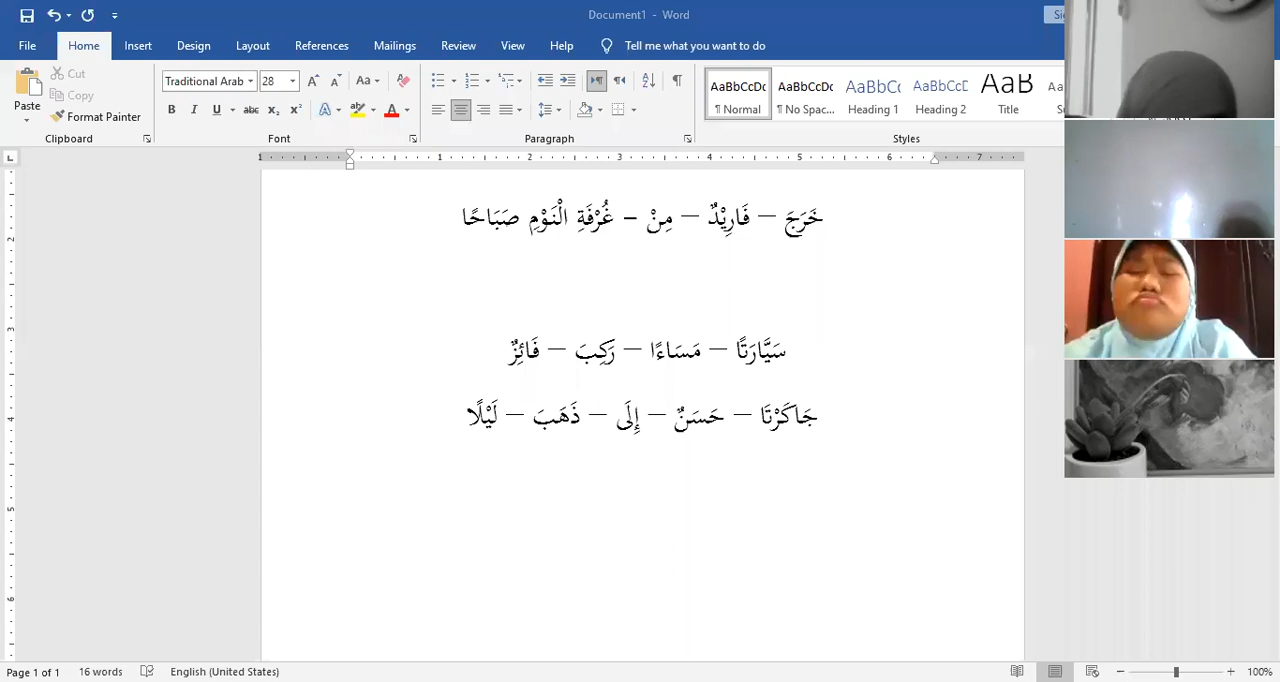 Document1 - Word
File Home Insert Design Layout References Mailings Review View Help Tell me what you want to do
Paste
Cut
Copy
Format Painter
Clipboard
Traditional Arab 28
Font
Paragraph
AaBbCcDc AaBbCcDc AaBbCc AaBbCcD AaB
¶ Normal ¶ No Spac... Heading 1 Heading 2 Title
Styles
خَرَجَ – فَارِيْدٌ – مِنْ – غُرْفَةِ الْنَوْمِ صَبَاحًا
سَيَّارَتًا – مَسَاءًا – رَكِبَ – فَائِزٌ
جَاكَرْتَا – حَسَنٌ – إِلَى – ذَهَبَ – لَيْلًا
Page 1 of 1 16 words English (United States) 100%